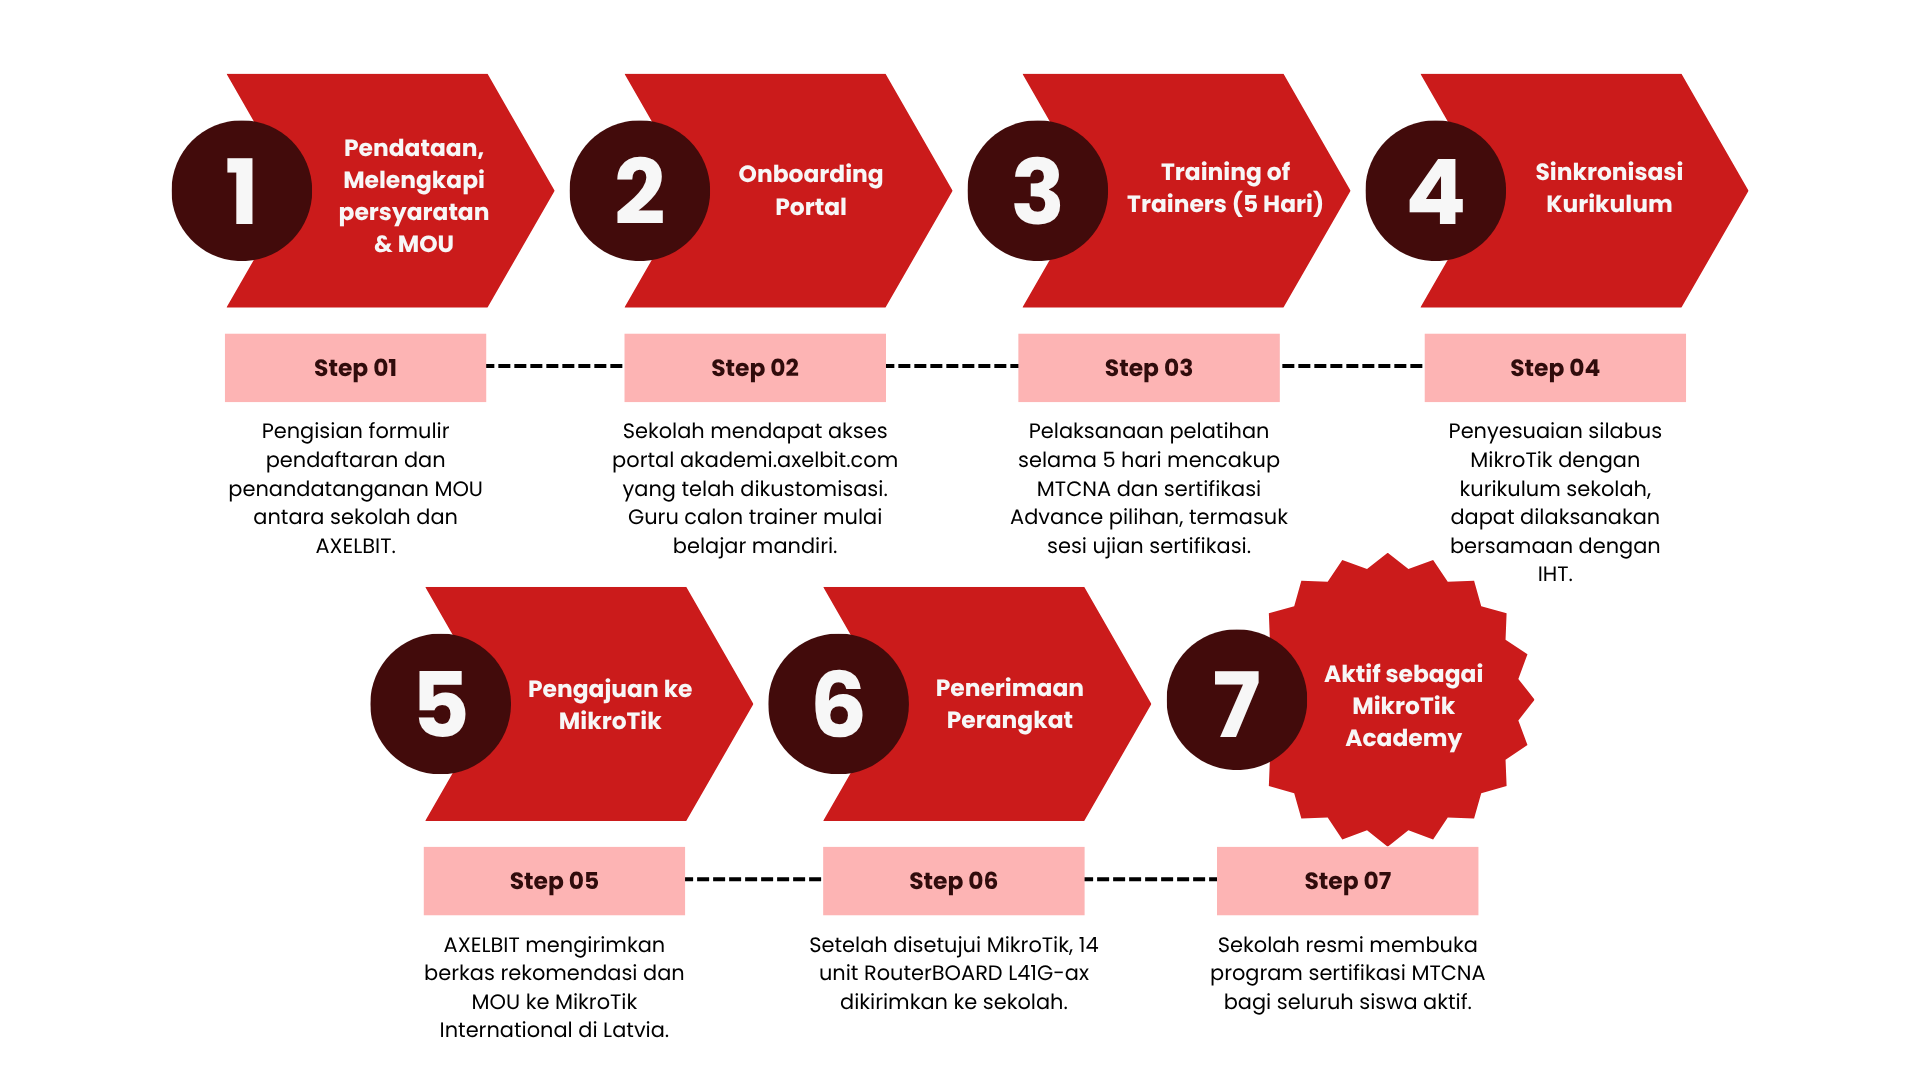 1
Pendataan,
Melengkapi
persyaratan
& MOU
2
Onboarding
Portal
3
Training of
Trainers (5 Hari)
4
Sinkronisasi
Kurikulum
Step 01
Step 02
Step 03
Step 04
Pengisian formulir
pendaftaran dan
penandatanganan MOU
antara sekolah dan
AXELBIT.
Sekolah mendapat akses
portal akademi.axelbit.com
yang telah dikustomisasi.
Guru calon trainer mulai
belajar mandiri.
Pelaksanaan pelatihan
selama 5 hari mencakup
MTCNA dan sertifikasi
Advance pilihan, termasuk
sesi ujian sertifikasi.
Penyesuaian silabus
MikroTik dengan
kurikulum sekolah,
dapat dilaksanakan
bersamaan dengan
IHT.
5
Pengajuan ke
MikroTik
6
Penerimaan
Perangkat
7
Aktif sebagai
MikroTik
Academy
Step 05
Step 06
Step 07
AXELBIT mengirimkan
berkas rekomendasi dan
MOU ke MikroTik
International di Latvia.
Setelah disetujui MikroTik, 14
unit RouterBOARD L41G-ax
dikirimkan ke sekolah.
Sekolah resmi membuka
program sertifikasi MTCNA
bagi seluruh siswa aktif.